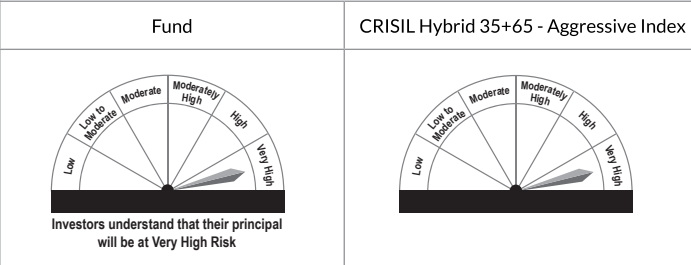 Fund
CRISIL Hybrid 35+65 - Aggressive Index
Low
Low to
Moderate
Moderate
Moderately
High
High
Very High
Investors understand that their principal
will be at Very High Risk
Low
Low to
Moderate
Moderate
Moderately
High
High
Very High